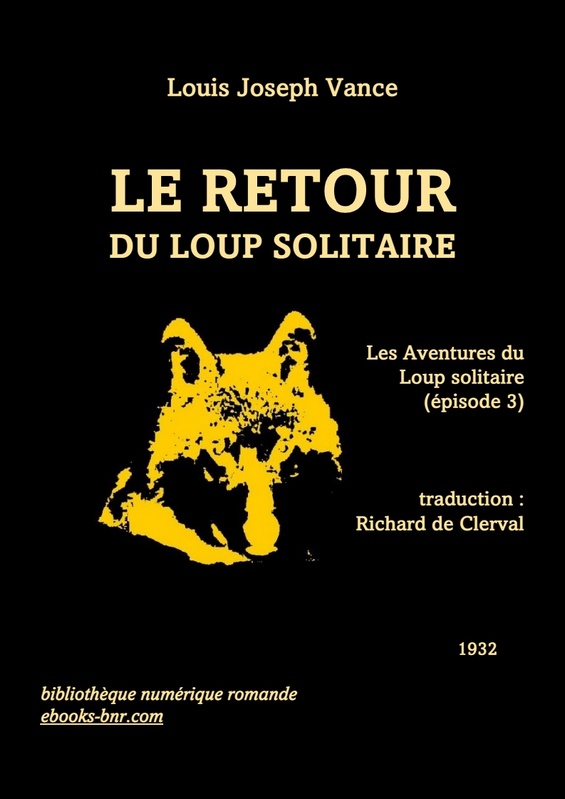 Louis Joseph Vance
LE RETOUR
DU LOUP SOLITAIRE
Les Aventures du
Loup solitaire
(épisode 3)
traduction :
Richard de Clerval
1932
bibliothèque numérique romande
ebooks-bnr.com